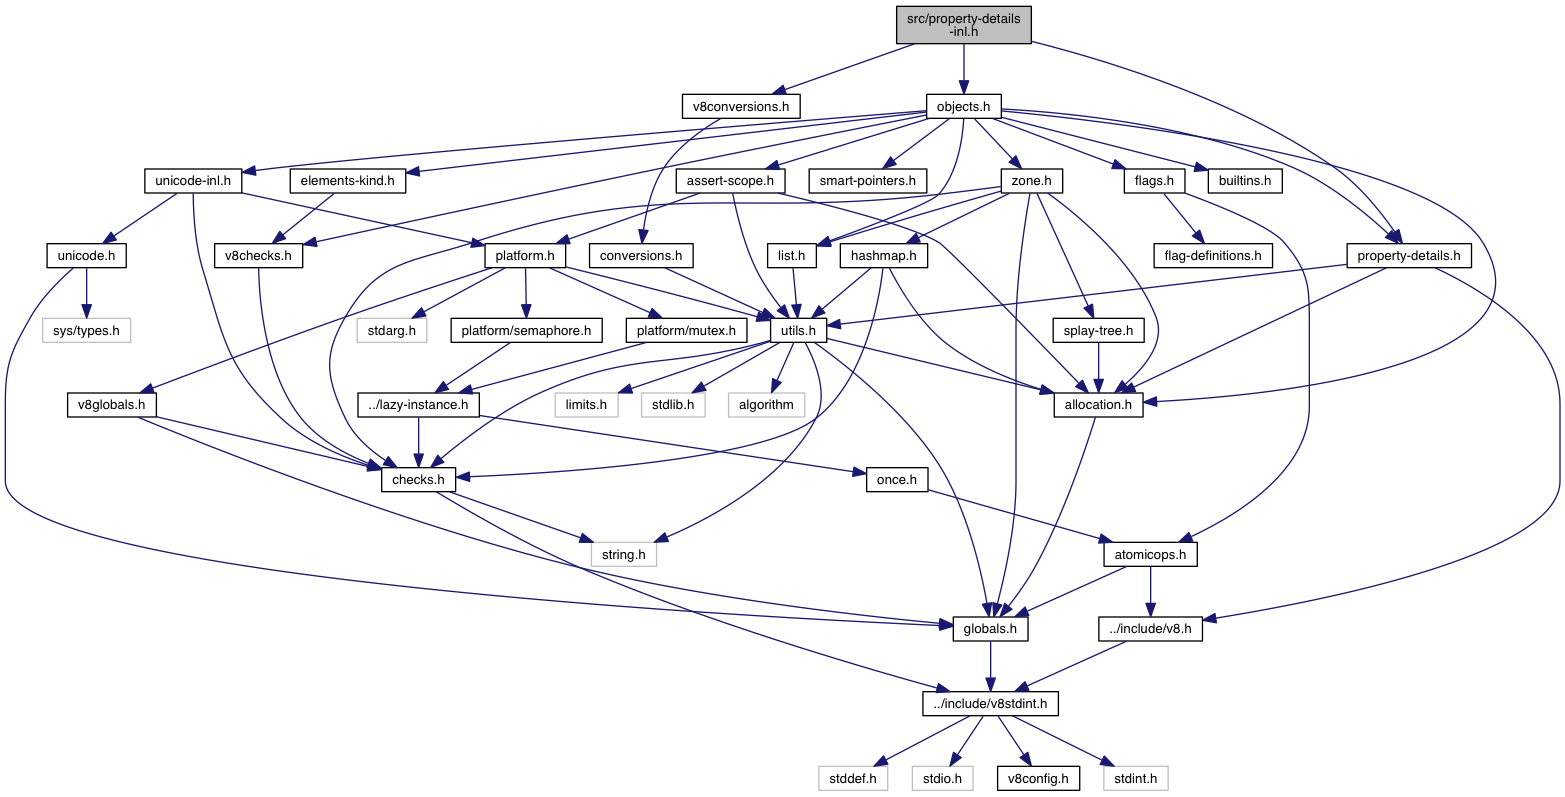 src/property-details
-inl.h
v8conversions.h
objects.h
unicode-inl.h
elements-kind.h
assert-scope.h
smart-pointers.h
zone.h
flags.h
builtins.h
unicode.h
v8checks.h
platform.h
conversions.h
list.h
hashmap.h
flag-definitions.h
property-details.h
sys/types.h
stdarg.h
platform/semaphore.h
platform/mutex.h
utils.h
splay-tree.h
v8globals.h
../lazy-instance.h
limits.h
stdlib.h
algorithm
allocation.h
checks.h
once.h
string.h
atomicops.h
globals.h
../include/v8.h
../include/v8stdint.h
stddef.h
stdio.h
v8config.h
stdint.h